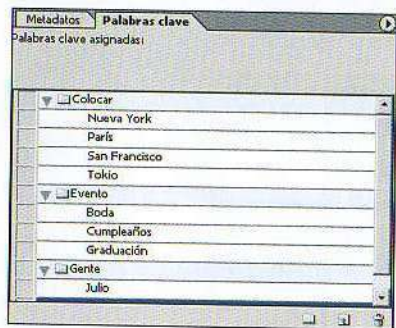 Metadatos Palabras clave
Palabras clave asignadas:
Colocar
Nueva York
París
San Francisco
Tokio
Evento
Boda
Cumpleaños
Graduación
Gente
Julio